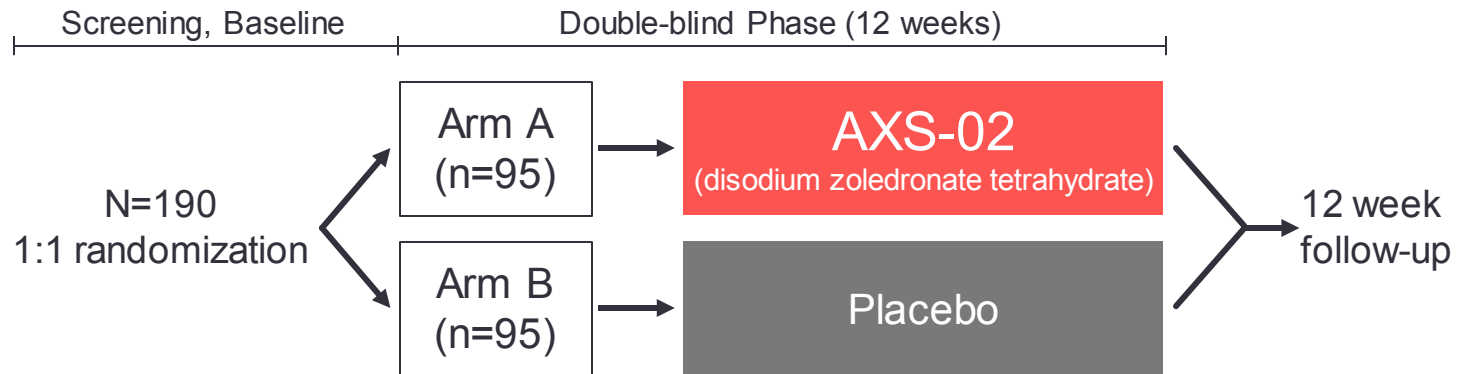 Screening, Baseline
Double-blind Phase (12 weeks)
N=190
1:1 randomization
Arm A
(n=95)
AXS-02
(disodium zoledronate tetrahydrate)
Arm B
(n=95)
Placebo
12 week
follow-up